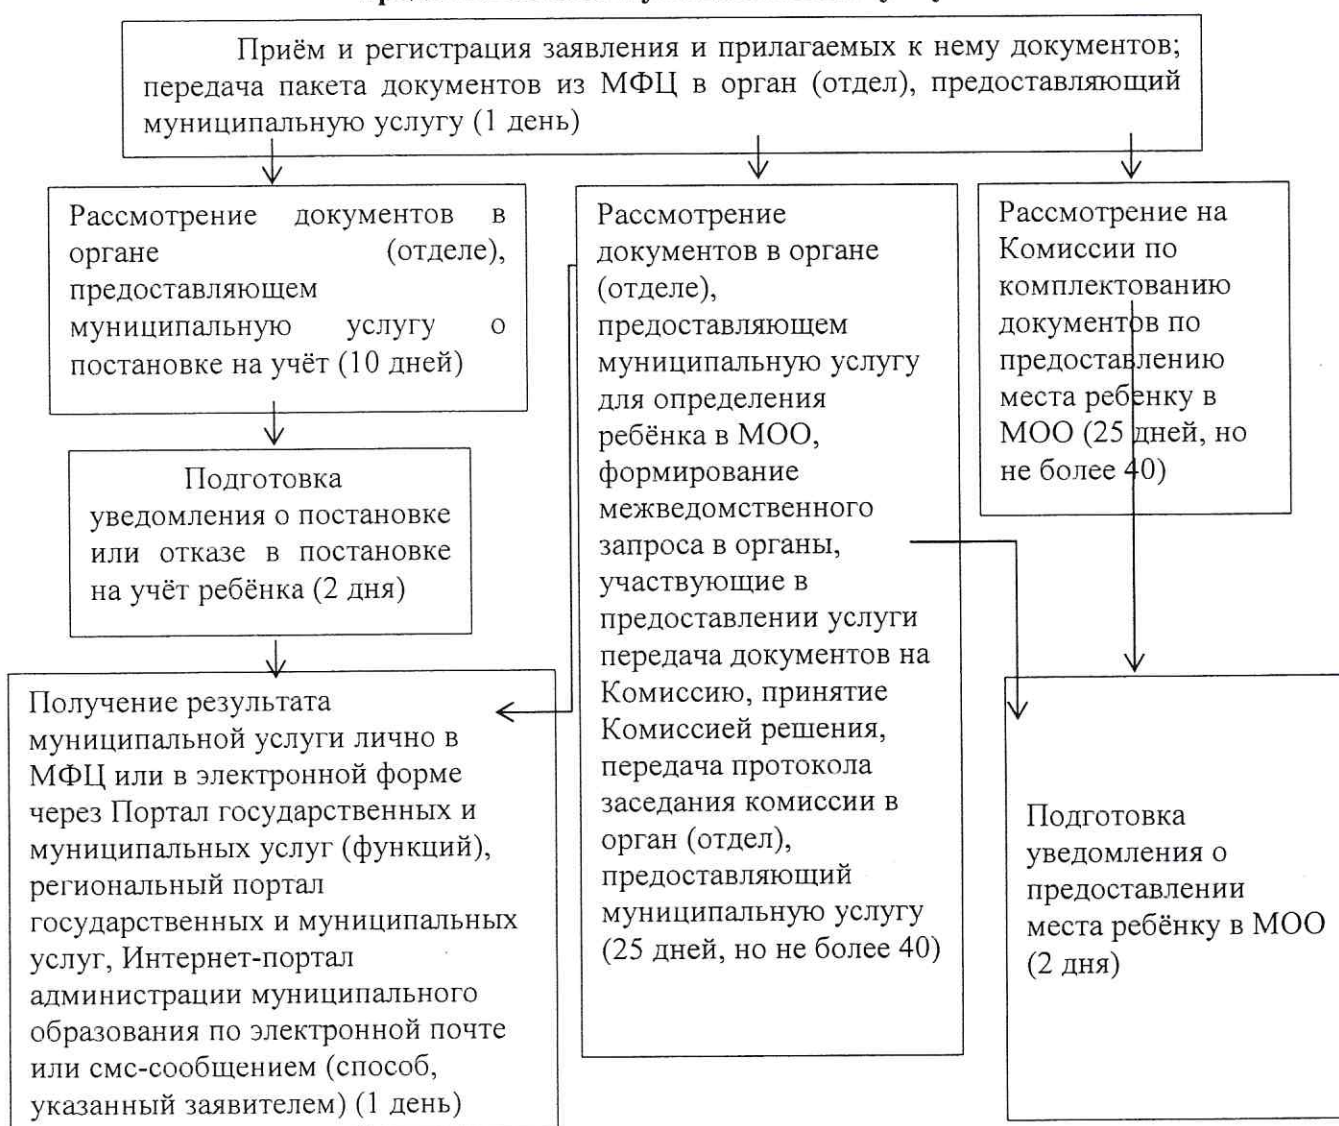 Приём и регистрация заявления и прилагаемых к нему документов;
передача пакета документов из МФЦ в орган (отдел), предоставляющий
муниципальную услугу (1 день)
Рассмотрение документов в
органе (отделе),
предоставляющем
муниципальную услугу о
постановке на учёт (10 дней)
Подготовка
уведомления о постановке
или отказе в постановке
на учёт ребёнка (2 дня)
Получение результата
муниципальной услуги лично в
МФЦ или в электронной форме
через Портал государственных и
муниципальных услуг (функций),
региональный портал
государственных и муниципальных
услуг, Интернет-портал
администрации муниципального
образования по электронной почте
или смс-сообщением (способ,
указанный заявителем) (1 день)
Рассмотрение
документов в органе
(отделе),
предоставляющем
муниципальную услугу
для определения
ребёнка в МОО,
формирование
межведомственного
запроса в органы,
участвующие в
предоставлении услуги
передача документов на
Комиссию, принятие
Комиссией решения,
передача протокола
заседания комиссии в
орган (отдел),
предоставляющий
муниципальную услугу
(25 дней, но не более 40)
Рассмотрение на
Комиссии по
комплектованию
документов по
предоставлению
места ребенку в
МОО (25 дней, но
не более 40)
Подготовка
уведомления о
предоставлении
места ребёнку в МОО
(2 дня)